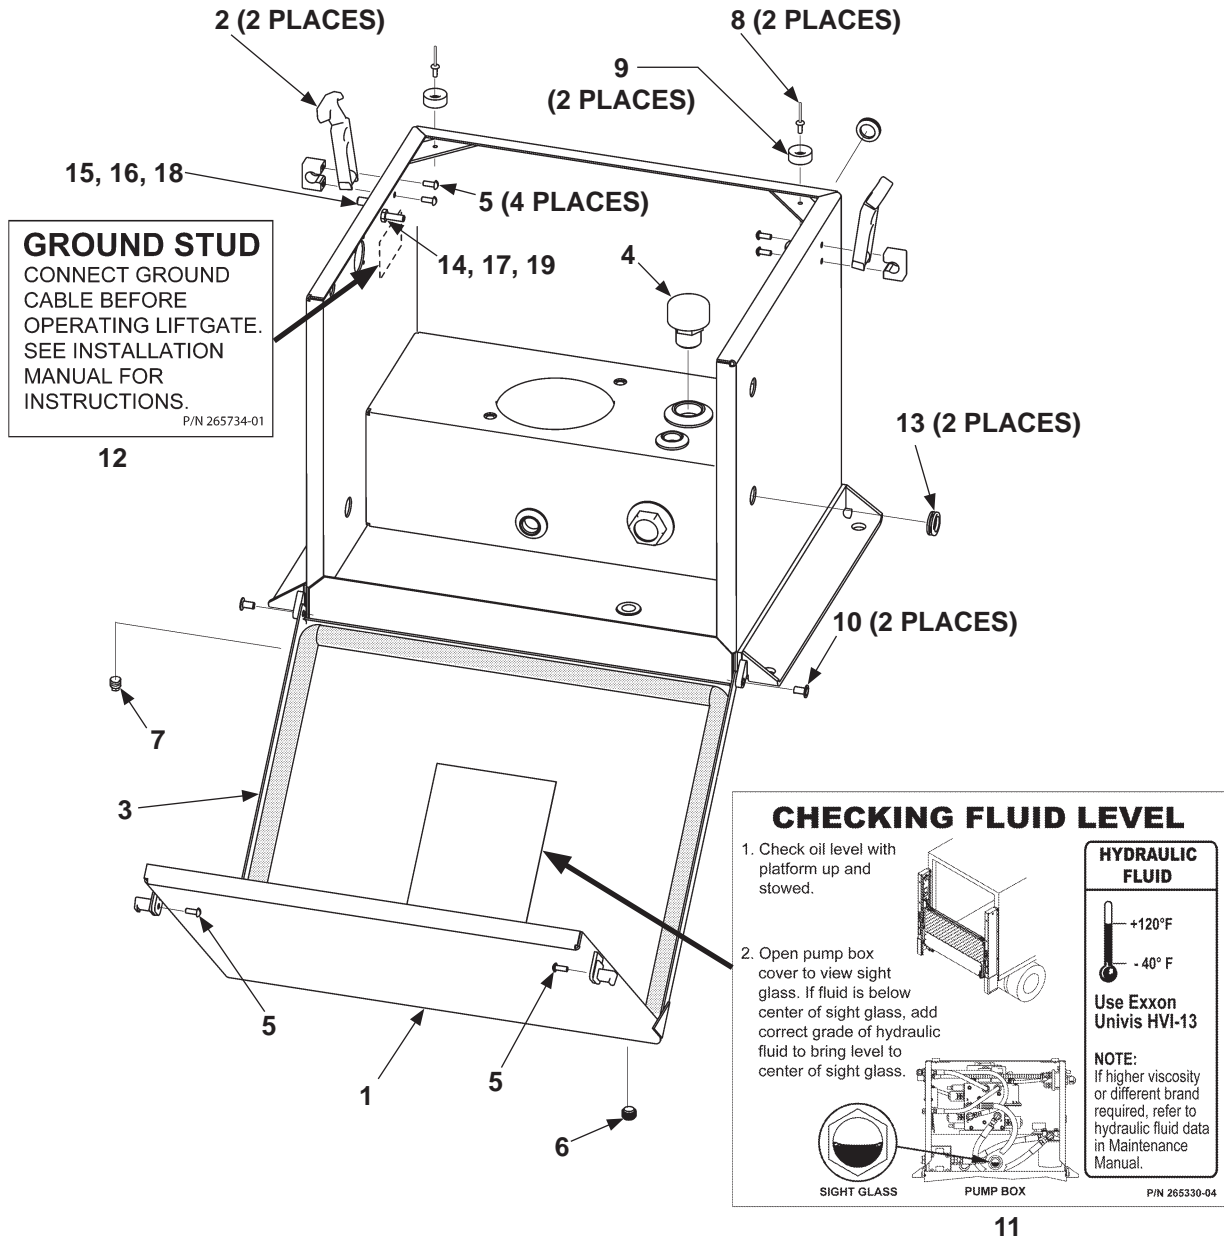 2 (2 PLACES)
8 (2 PLACES)
9
(2 PLACES)
15, 16, 18
5 (4 PLACES)
14, 17, 19
4
GROUND STUD
CONNECT GROUND
CABLE BEFORE
OPERATING LIFTGATE.
SEE INSTALLATION
MANUAL FOR
INSTRUCTIONS.
P/N 265734-01
12
13 (2 PLACES)
10 (2 PLACES)
7
3
5
1
5
6
CHECKING FLUID LEVEL
1. Check oil level with
platform up and
stowed.
2. Open pump box
cover to view sight
glass. If fluid is below
center of sight glass, add
correct grade of hydraulic
fluid to bring level to
center of sight glass.
SIGHT GLASS
PUMP BOX
HYDRAULIC
FLUID
+120°F
- 40° F
Use Exxon
Univis HVI-13
NOTE:
If higher viscosity
or different brand
required, refer to
hydraulic fluid data
in Maintenance
Manual.
P/N 265330-04
11